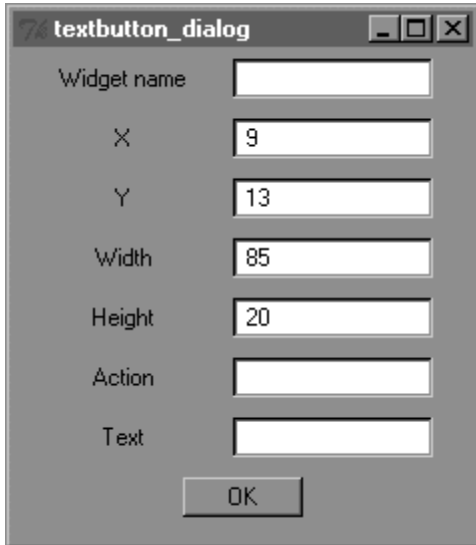 textbutton_dialog
Widget name
X 9
Y 13
Width 85
Height 20
Action
Text
OK